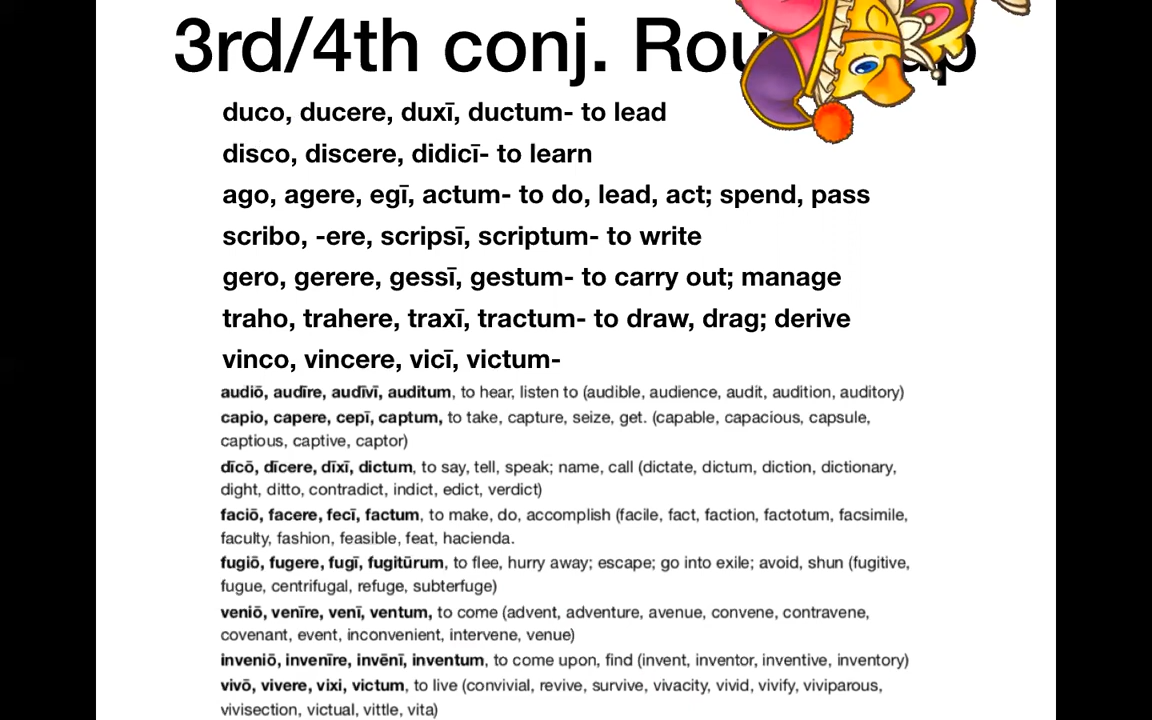 3rd/4th conj. Rou p
duco, ducere, duxī, ductum- to lead
disco, discere, didicī- to learn
ago, agere, egī, actum- to do, lead, act; spend, pass
scribo, -ere, scripsī, scriptum- to write
gero, gerere, gessī, gestum- to carry out; manage
traho, trahere, traxī, tractum- to draw, drag; derive
vinco, vincere, vicī, victum-
audiō, audīre, audīvī, auditum, to hear, listen to (audible, audience, audit, audition, auditory)
capio, capere, cepī, captum, to take, capture, seize, get. (capable, capacious, capsule,
captious, captive, captor)
dīcō, dīcere, dīxī, dictum, to say, tell, speak; name, call (dictate, dictum, diction, dictionary,
dight, ditto, contradict, indict, edict, verdict)
faciō, facere, fecī, factum, to make, do, accomplish (facile, fact, faction, factotum, facsimile,
faculty, fashion, feasible, feat, hacienda.
fugiō, fugere, fugī, fugitūrum, to flee, hurry away; escape; go into exile; avoid, shun (fugitive,
fugue, centrifugal, refuge, subterfuge)
veniō, venīre, venī, ventum, to come (advent, adventure, avenue, convene, contravene,
covenant, event, inconvenient, intervene, venue)
inveniō, invenīre, invēnī, inventum, to come upon, find (invent, inventor, inventive, inventory)
vivō, vivere, vixi, victum, to live (convivial, revive, survive, vivacity, vivid, vivify, viviparous,
vivisection, victual, vittle, vita)